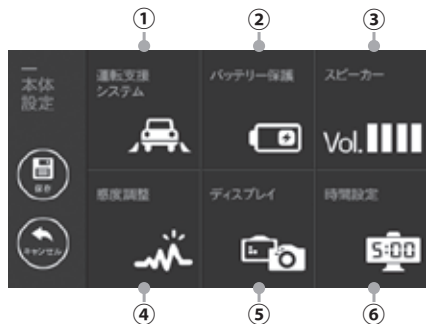 ① ② ③
本体
設定
運転支援
システム
バッテリー保護
スピーカー
Vol.
保存
感度調整
ディスプレイ
時間設定
キャンセル
5:00
④ ⑤ ⑥